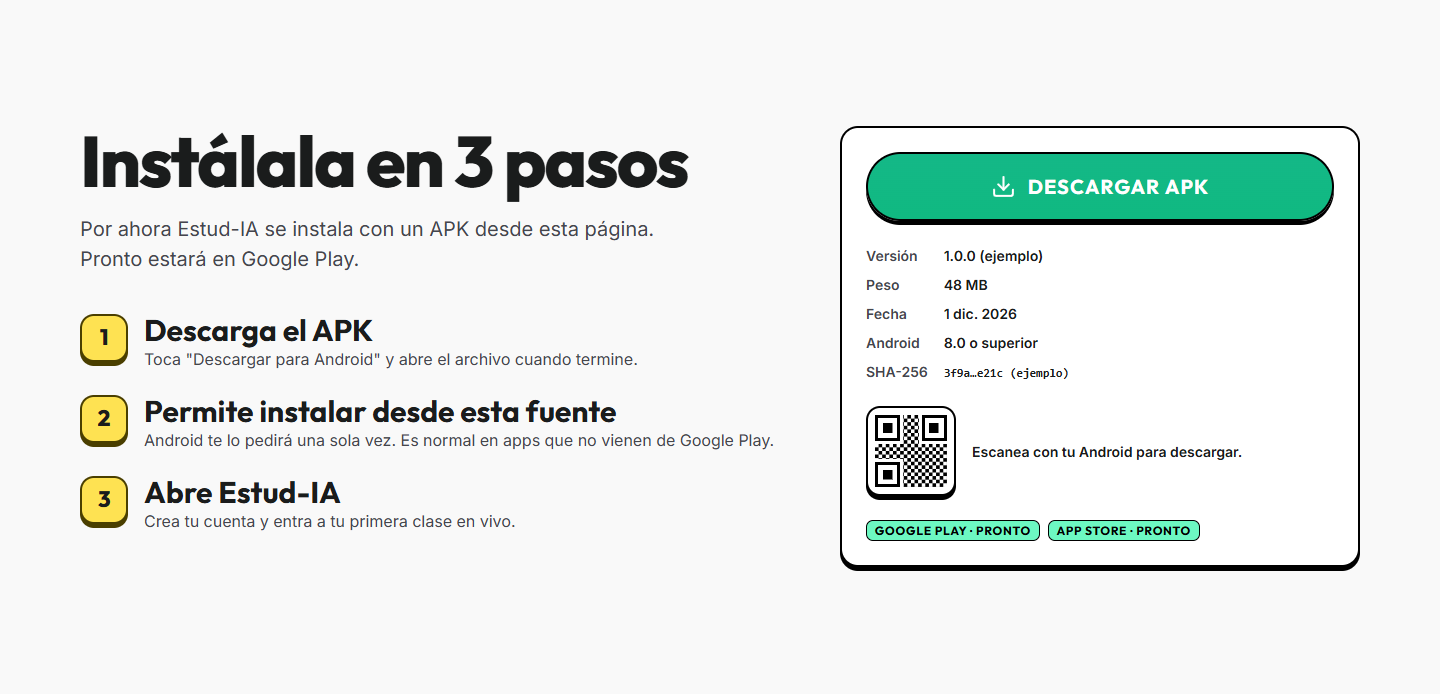 Instálala en 3 pasos
Por ahora Estud-IA se instala con un APK desde esta página.
Pronto estará en Google Play.
1
Descarga el APK
Toca "Descargar para Android" y abre el archivo cuando termine.
2
Permite instalar desde esta fuente
Android te lo pedirá una sola vez. Es normal en apps que no vienen de Google Play.
3
Abre Estud-IA
Crea tu cuenta y entra a tu primera clase en vivo.
DESCARGAR APK
Versión 1.0.0 (ejemplo)
Peso 48 MB
Fecha 1 dic. 2026
Android 8.0 o superior
SHA-256 3f9a…e21c (ejemplo)
Escanea con tu Android para descargar.
GOOGLE PLAY · PRONTO APP STORE · PRONTO